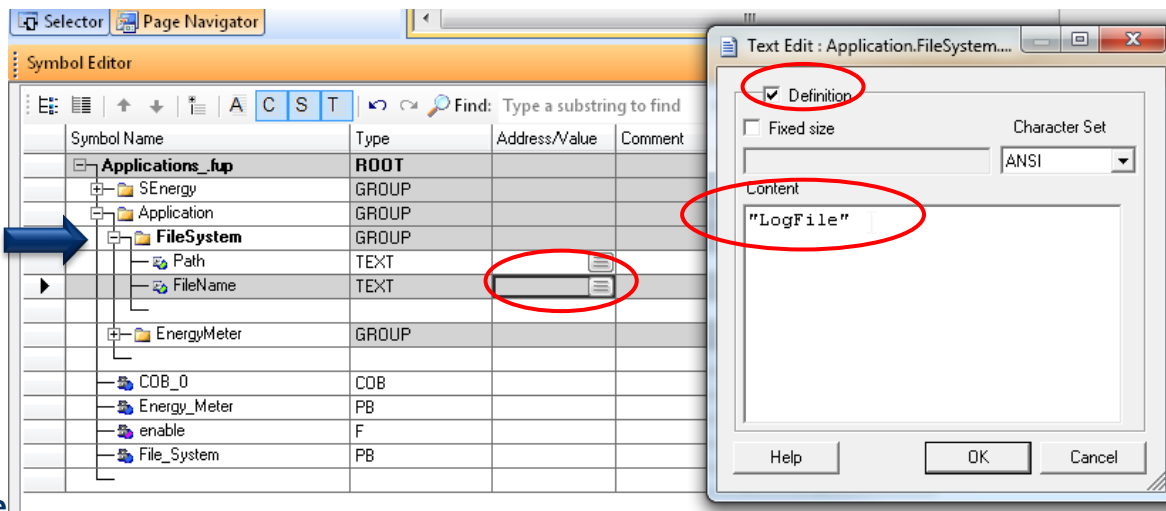 Selector Page Navigator
Symbol Editor
A C S T Find: Type a substring to find
Symbol Name Type Address/Value Comment
Applications_.fup ROOT
SEnergy GROUP
Application GROUP
FileSystem GROUP
Path TEXT
FileName TEXT
EnergyMeter GROUP
COB_0 COB
Energy_Meter PB
enable F
File_System PB
e
Text Edit : Application.FileSystem....
Definition
Fixed size Character Set
ANSI
Content
"LogFile"
Help OK Cancel